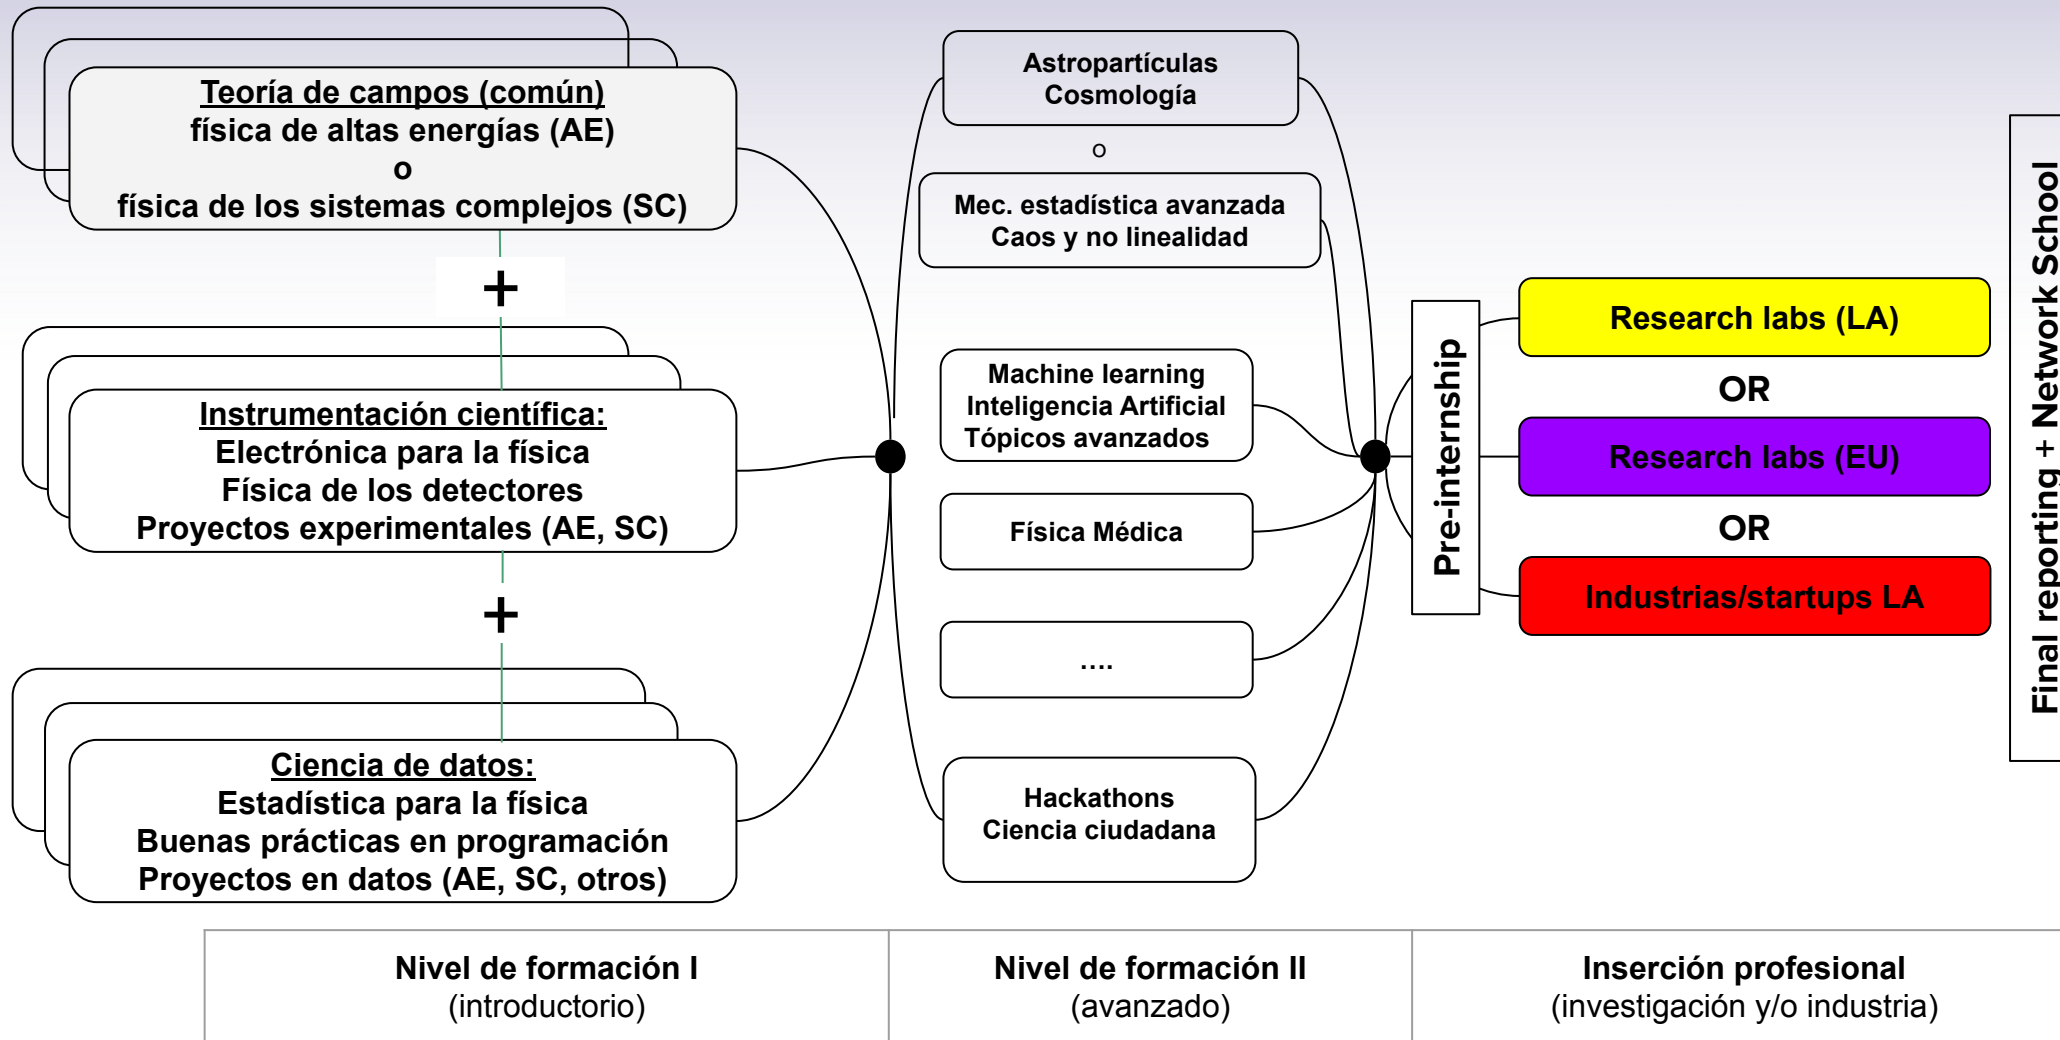 Teoría de campos (común)
física de altas energías (AE)
o
física de los sistemas complejos (SC)
+
Instrumentación científica:
Electrónica para la física
Física de los detectores
Proyectos experimentales (AE, SC)
+
Ciencia de datos:
Estadística para la física
Buenas prácticas en programación
Proyectos en datos (AE, SC, otros)
Astropartículas
Cosmología
o
Mec. estadística avanzada
Caos y no linealidad
Machine learning
Inteligencia Artificial
Tópicos avanzados
Física Médica
....
Hackathons
Ciencia ciudadana
Pre-internship
Research labs (LA)
OR
Research labs (EU)
OR
Industrias/startups LA
Final reporting + Network School
Nivel de formación I
(introductorio)
Nivel de formación II
(avanzado)
Inserción profesional
(investigación y/o industria)